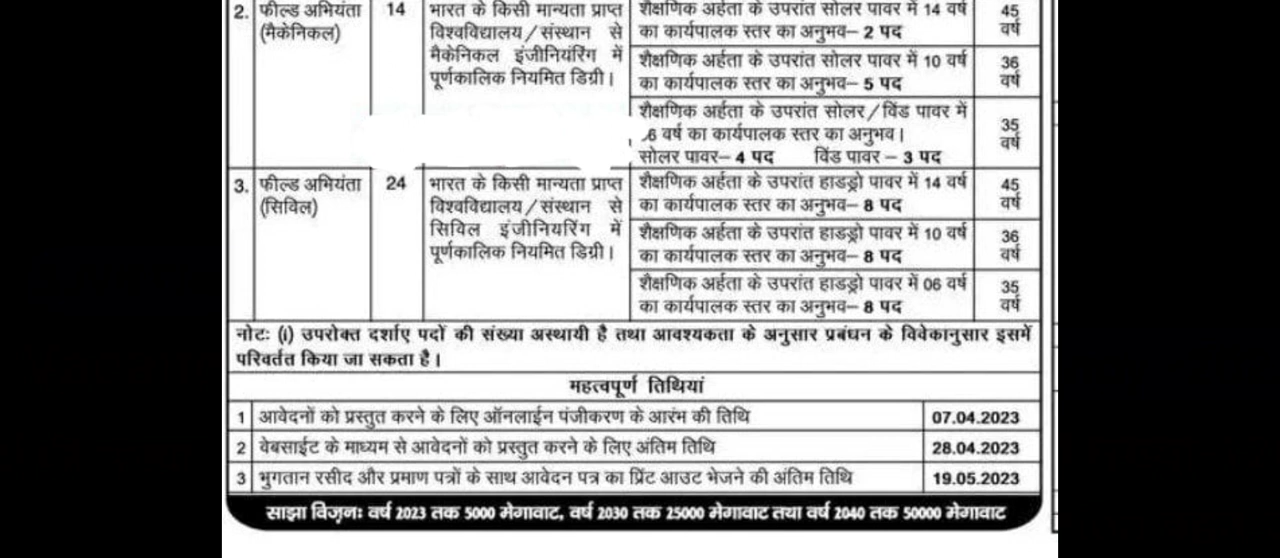 2. फील्ड अभियंता 14 भारत के किसी मान्यता प्राप्त शैक्षणिक अर्हता के उपरांत सोलर पावर में 14 वर्ष 45
(मैकेनिकल) विश्वविद्यालय/संस्थान से का कार्यपालक स्तर का अनुभव– 2 पद वर्ष
मैकेनिकल इंजीनियरिंग में शैक्षणिक अर्हता के उपरांत सोलर पावर में 10 वर्ष 36
पूर्णकालिक नियमित डिग्री। का कार्यपालक स्तर का अनुभव– 5 पद वर्ष
शैक्षणिक अर्हता के उपरांत सोलर/विंड पावर में 35
6 वर्ष का कार्यपालक स्तर का अनुभव। वर्ष
सोलर पावर– 4 पद विंड पावर – 3 पद
3. फील्ड अभियंता 24 भारत के किसी मान्यता प्राप्त शैक्षणिक अर्हता के उपरांत हाडड्रो पावर में 14 वर्ष 45
(सिविल) विश्वविद्यालय/संस्थान से का कार्यपालक स्तर का अनुभव– 8 पद वर्ष
सिविल इंजीनियरिंग में शैक्षणिक अर्हता के उपरांत हाडड्रो पावर में 10 वर्ष 36
पूर्णकालिक नियमित डिग्री। का कार्यपालक स्तर का अनुभव– 8 पद वर्ष
शैक्षणिक अर्हता के उपरांत हाडड्रो पावर में 06 वर्ष 35
का कार्यपालक स्तर का अनुभव– 8 पद वर्ष
नोट: (i) उपरोक्त दर्शाए पदों की संख्या अस्थायी है तथा आवश्यकता के अनुसार प्रबंधन के विवेकानुसार इसमें
परिवर्तत किया जा सकता है।
महत्वपूर्ण तिथियां
1 आवेदनों को प्रस्तुत करने के लिए ऑनलाईन पंजीकरण के आरंम की तिथि 07.04.2023
2 वेबसाईट के माध्यम से आवेदनों को प्रस्तुत करने के लिए अंतिम तिथि 28.04.2023
3 भुगतान रसीद और प्रमाण पत्रों के साथ आवेदन पत्र का प्रिंट आउट भेजने की अंतिम तिथि 19.05.2023
साझा विज़नः वर्ष 2023 तक 5000 मेगावाट, वर्ष 2030 तक 25000 मेगावाट तथा वर्ष 2040 तक 50000 मेगावाट